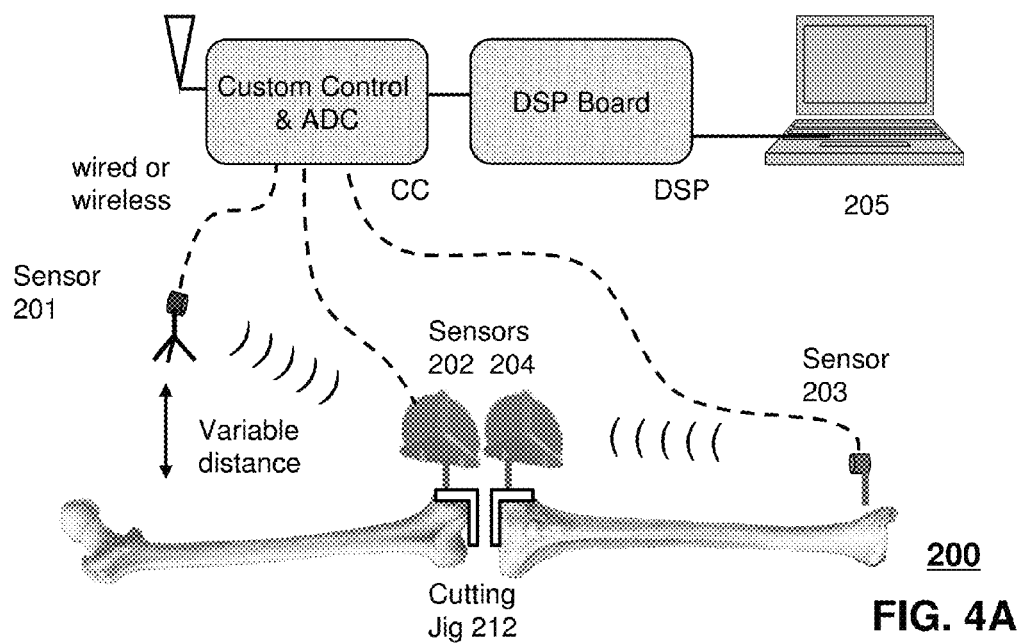 Custom Control
& ADC
DSP Board
wired or
wireless
CC
DSP
205
Sensor
201
Sensors
202 204
Sensor
203
Variable
distance
Cutting
Jig 212
200
FIG. 4A